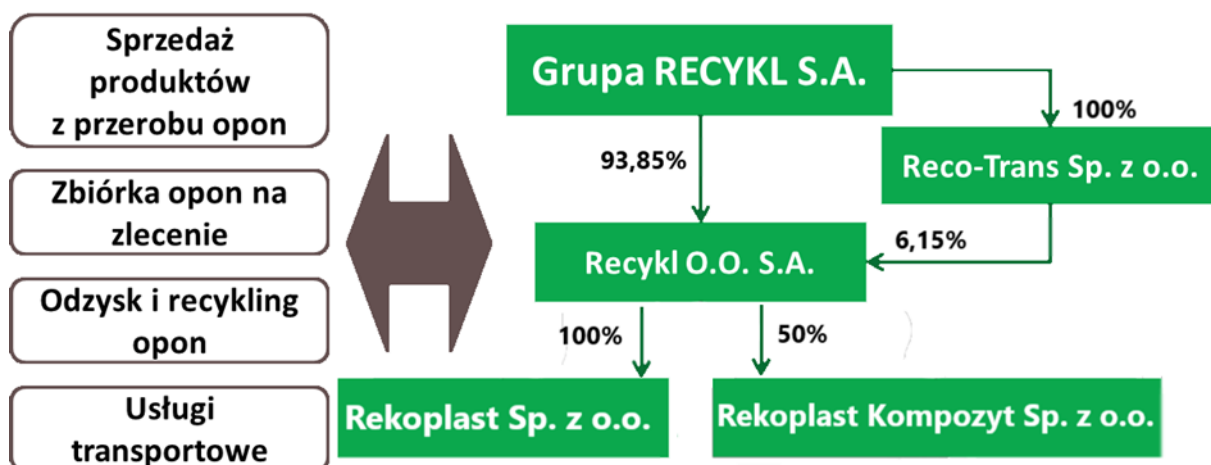 Sprzedaż
produktów
z przerobu opon
Zbiórka opon na
zlecenie
Odzysk i recykling
opon
Usługi
transportowe
Grupa RECYKL S.A.
100%
93,85%
Reco-Trans Sp. z o.o.
6,15%
Recykl O.O. S.A.
100%
50%
Rekoplast Sp. z o.o.
Rekoplast Kompozyt Sp. z o.o.